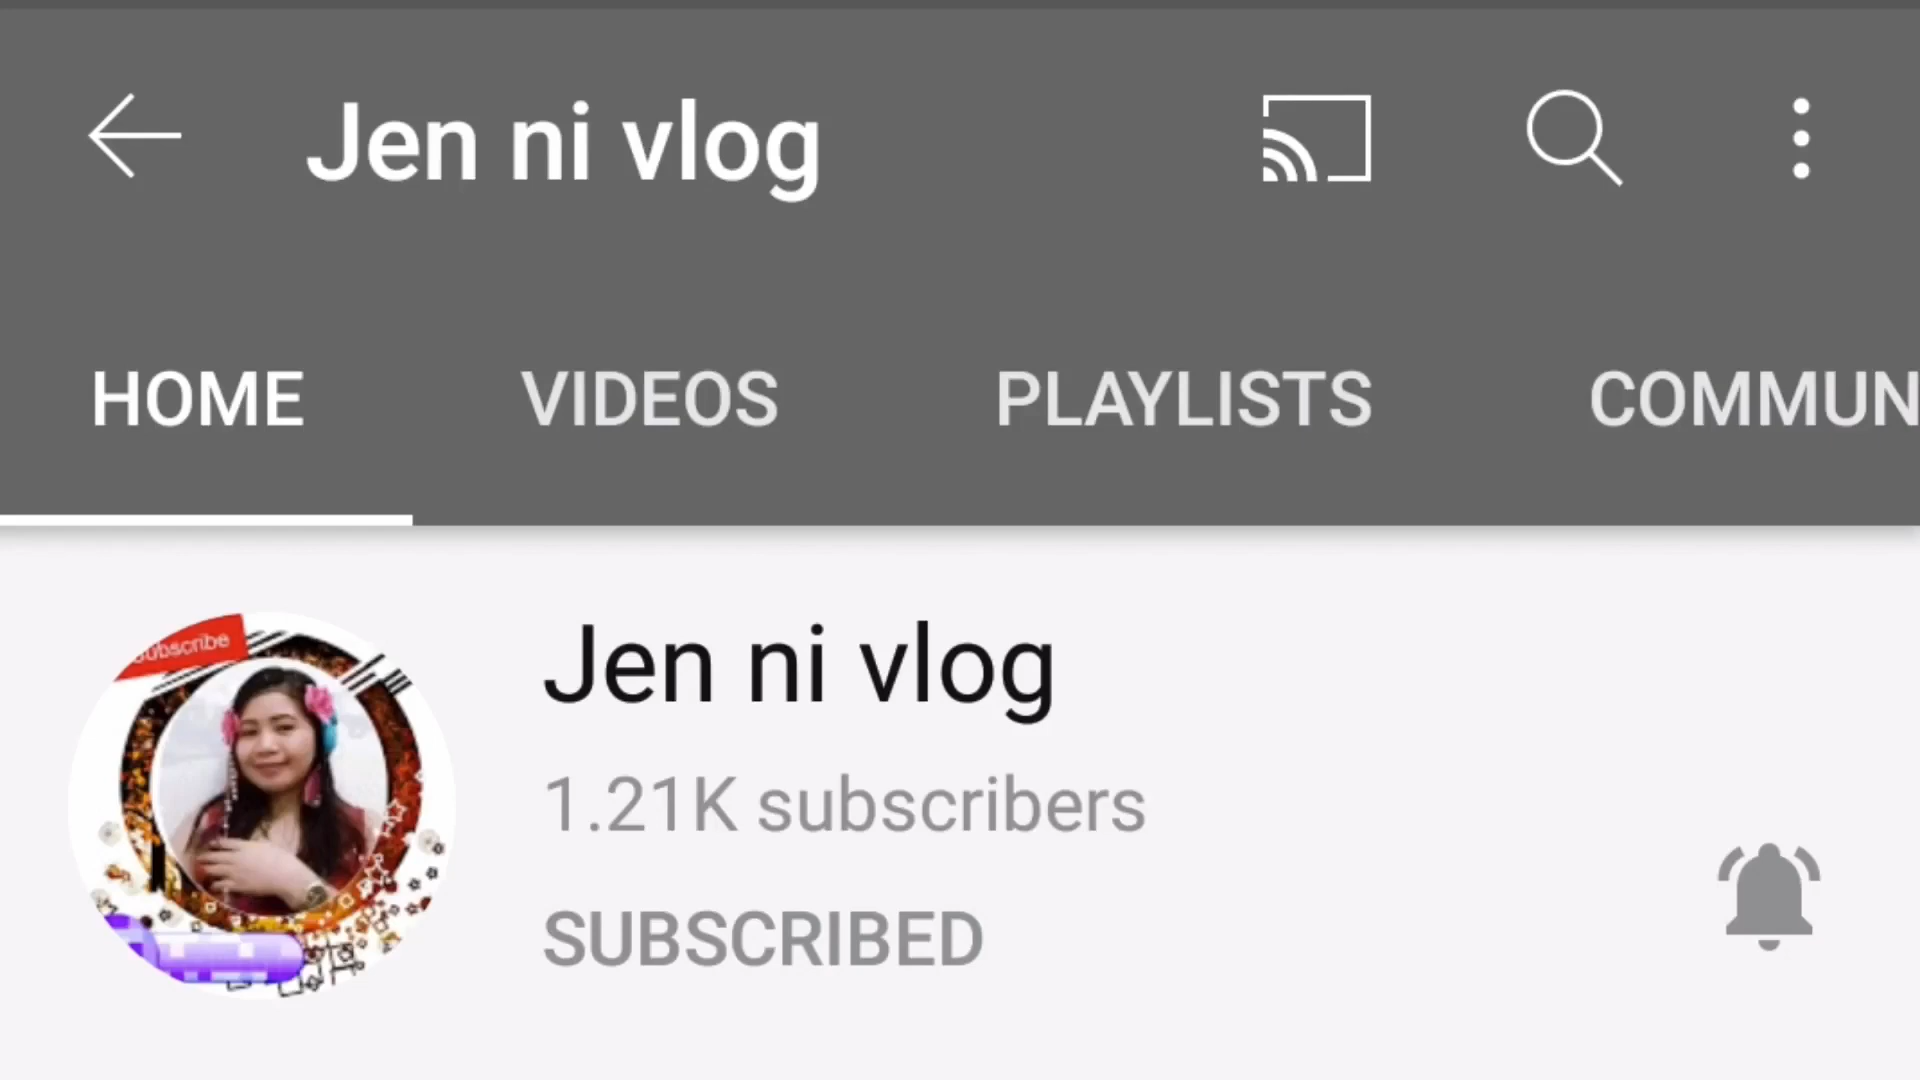 Jen ni vlog
HOME VIDEOS PLAYLISTS COMMUN
Subscribe
Jen ni vlog
1.21K subscribers
SUBSCRIBED